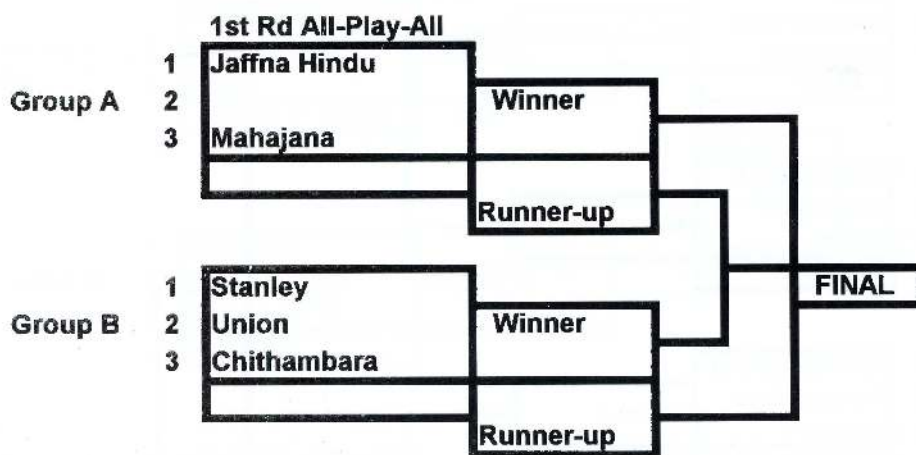 1st Rd All-Play-All
1 Jaffna Hindu
Group A 2 Winner
3 Mahajana
Runner-up
1 Stanley
FINAL
Group B 2 Union Winner
3 Chithambara
Runner-up